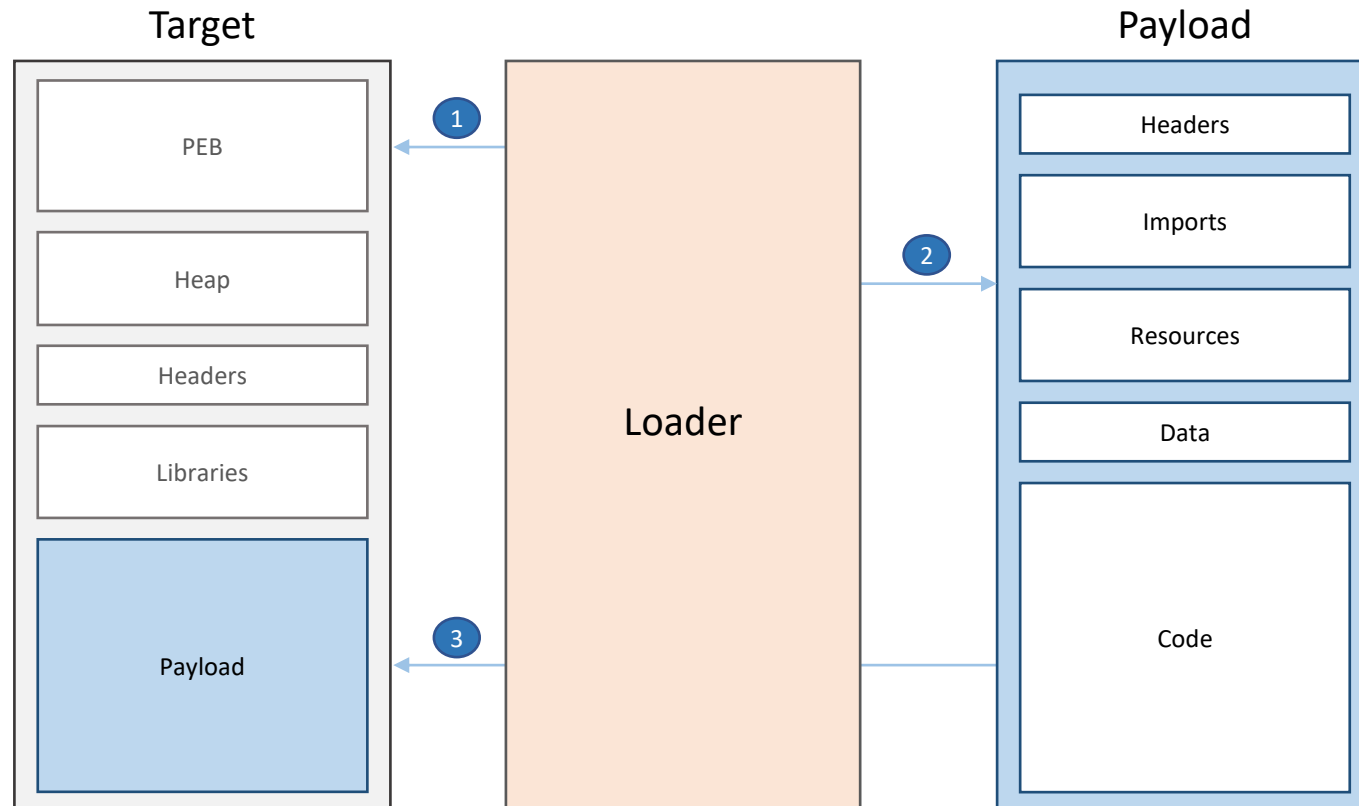 Target
Payload
PEB
Heap
Headers
Libraries
Payload
1
2
3
Loader
Headers
Imports
Resources
Data
Code